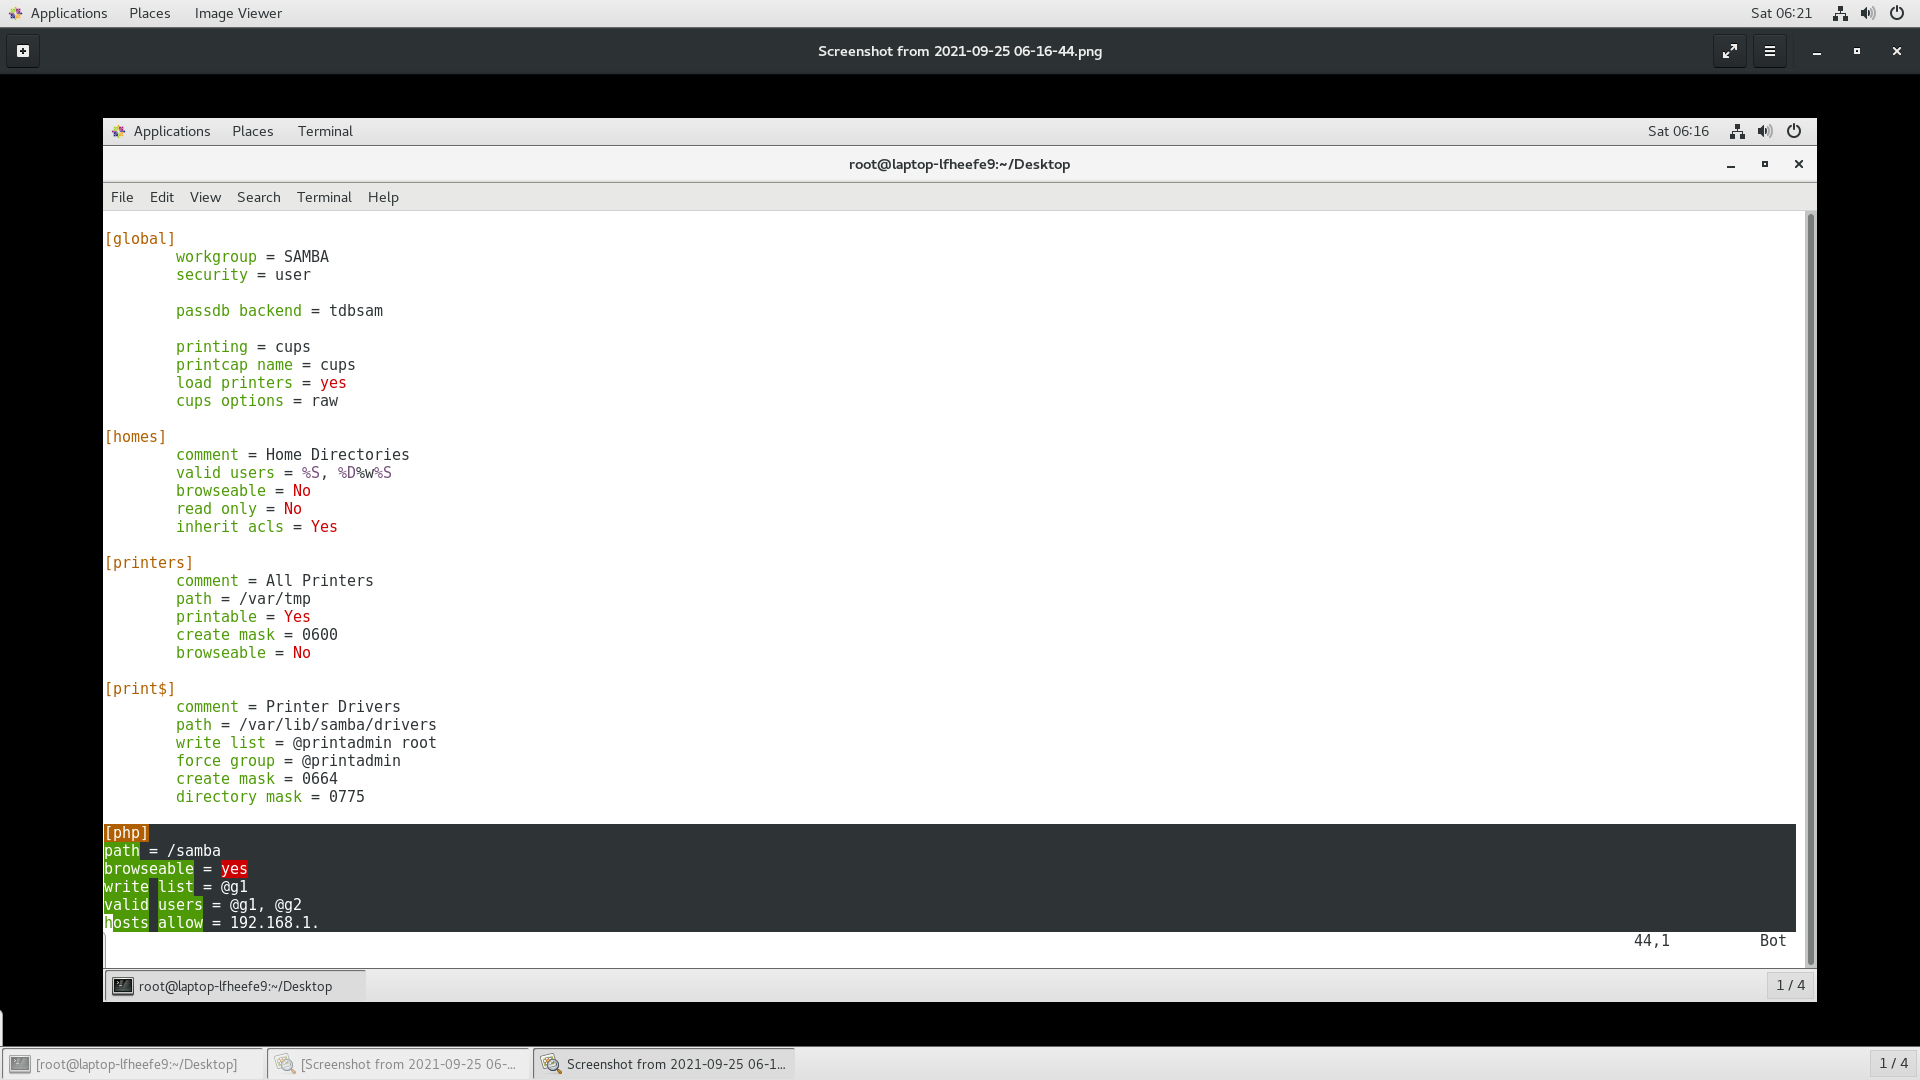 Applications Places Image Viewer Sat 06:21
Screenshot from 2021-09-25 06-16-44.png
Applications Places Terminal Sat 06:16
root@laptop-lfheefe9:~/Desktop
File Edit View Search Terminal Help
[global]
workgroup = SAMBA
security = user
passdb backend = tdbsam
printing = cups
printcap name = cups
load printers = yes
cups options = raw
[homes]
comment = Home Directories
valid users = %S, %D%w%S
browseable = No
read only = No
inherit acls = Yes
[printers]
comment = All Printers
path = /var/tmp
printable = Yes
create mask = 0600
browseable = No
[print$]
comment = Printer Drivers
path = /var/lib/samba/drivers
write list = @printadmin root
force group = @printadmin
create mask = 0664
directory mask = 0775
[php]
path = /samba
browseable = yes
write list = @g1
valid users = @g1, @g2
hosts allow = 192.168.1.
44,1 Bot
root@laptop-lfheefe9:~/Desktop 1 / 4
[root@laptop-lfheefe9:~/Desktop] [Screenshot from 2021-09-25 06-... Screenshot from 2021-09-25 06-1... 1 / 4